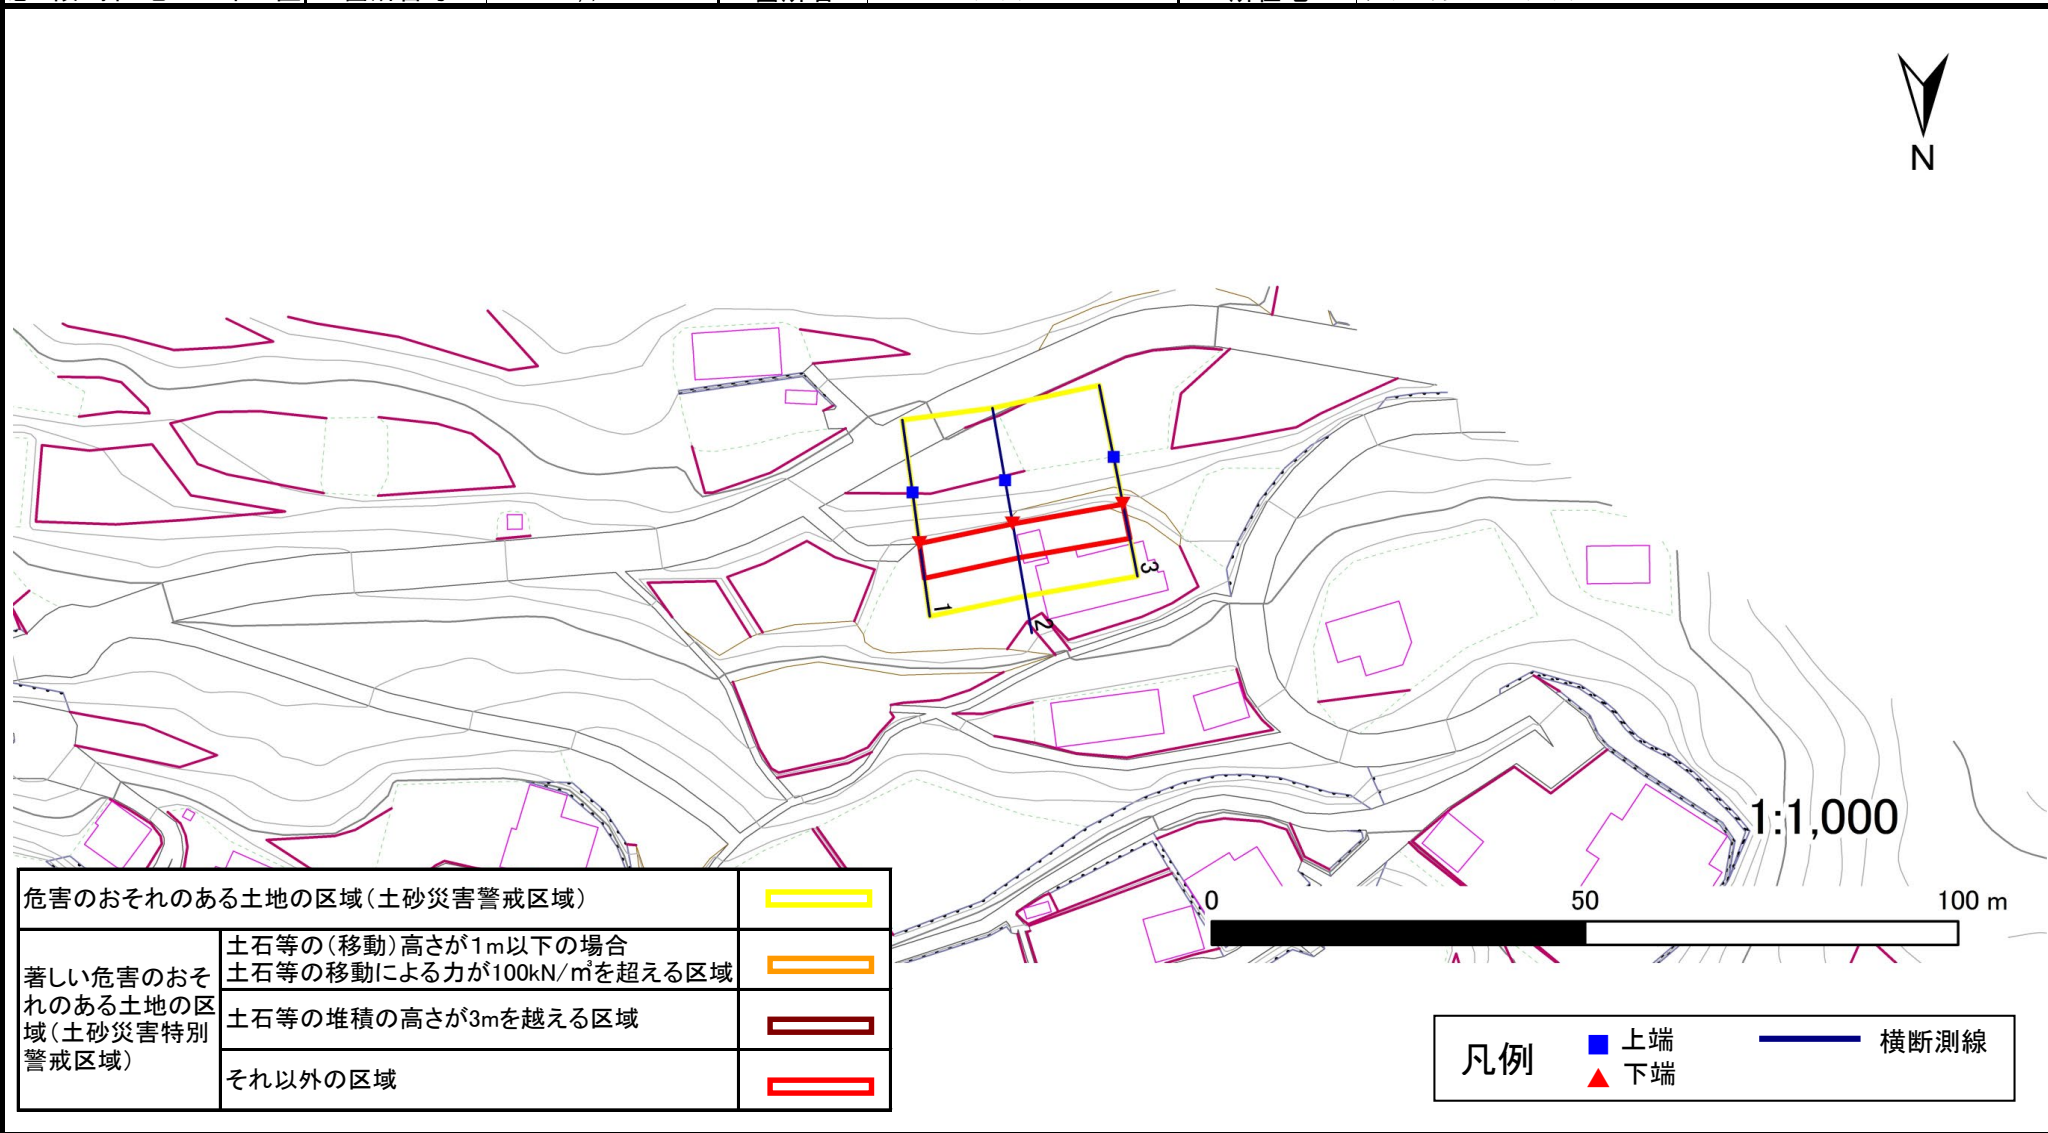 N
1
2
3
1:1,000
0 50 100 m
危害のおそれのある土地の区域(土砂災害警戒区域)
著しい危害のおそ
れのある土地の区
域(土砂災害特別
警戒区域)
土石等の(移動)高さが1m以下の場合
土石等の移動による力が100kN/㎡を超える区域
土石等の堆積の高さが3mを越える区域
それ以外の区域
凡例
上端
下端
横断測線